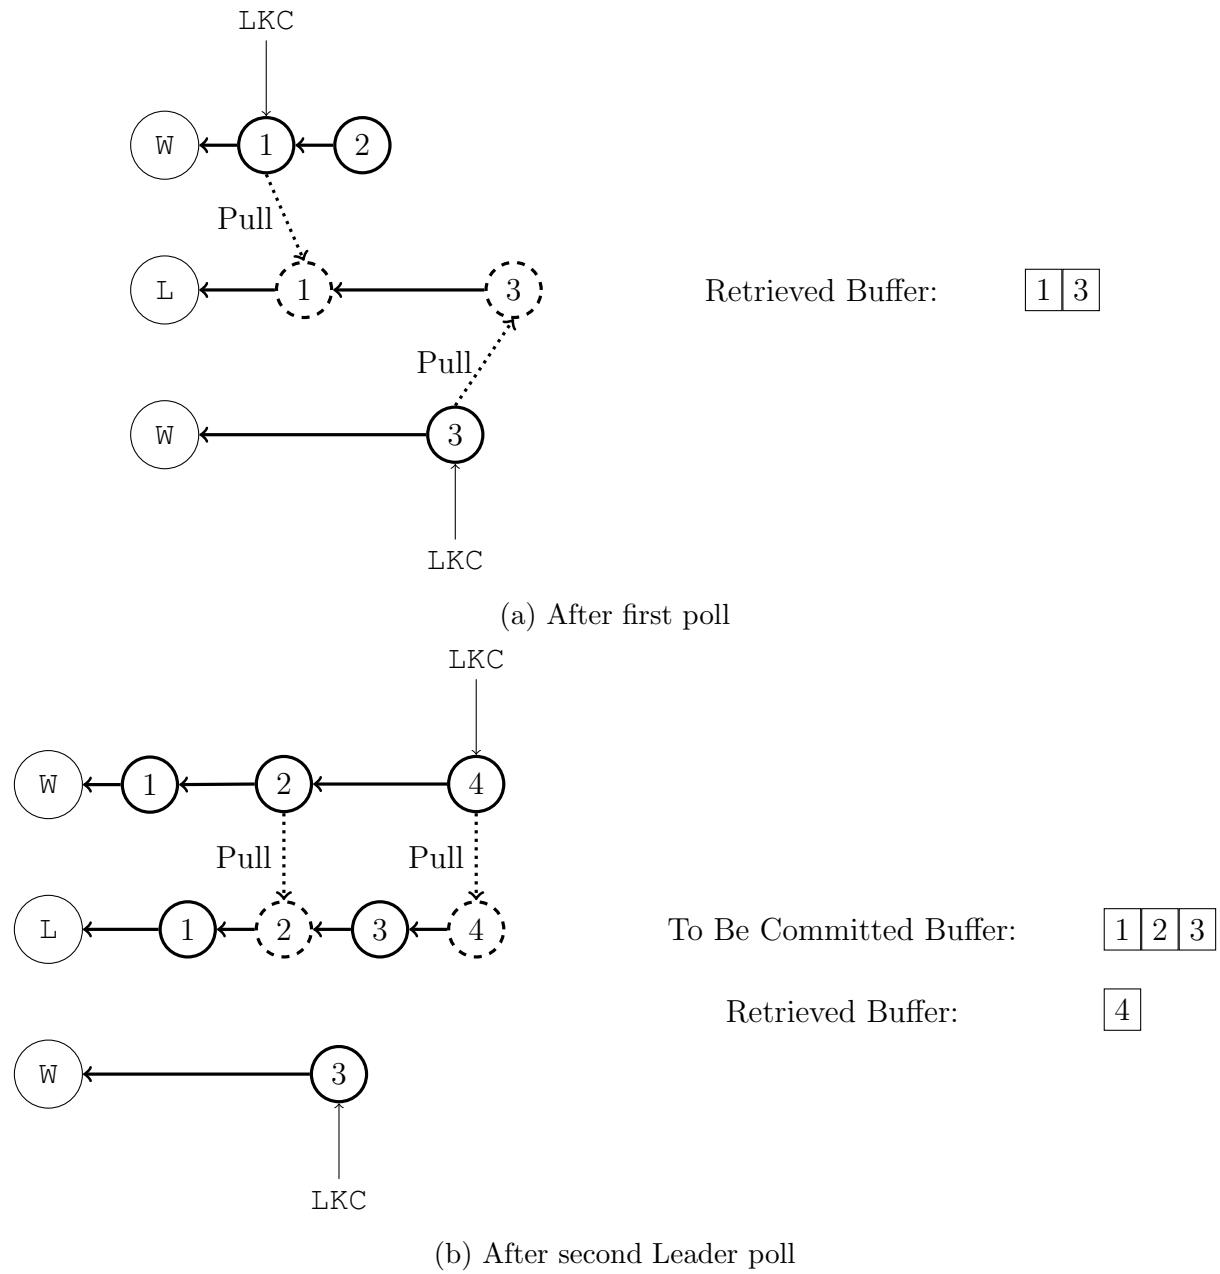 LKC
W 1 2
Pull
L 1 3 Retrieved Buffer: 1 3
Pull
W 3
LKC
(a) After first poll
LKC
W 1 2 4
Pull Pull
L 1 2 3 4 To Be Committed Buffer: 1 2 3
Retrieved Buffer: 4
W 3
LKC
(b) After second Leader poll